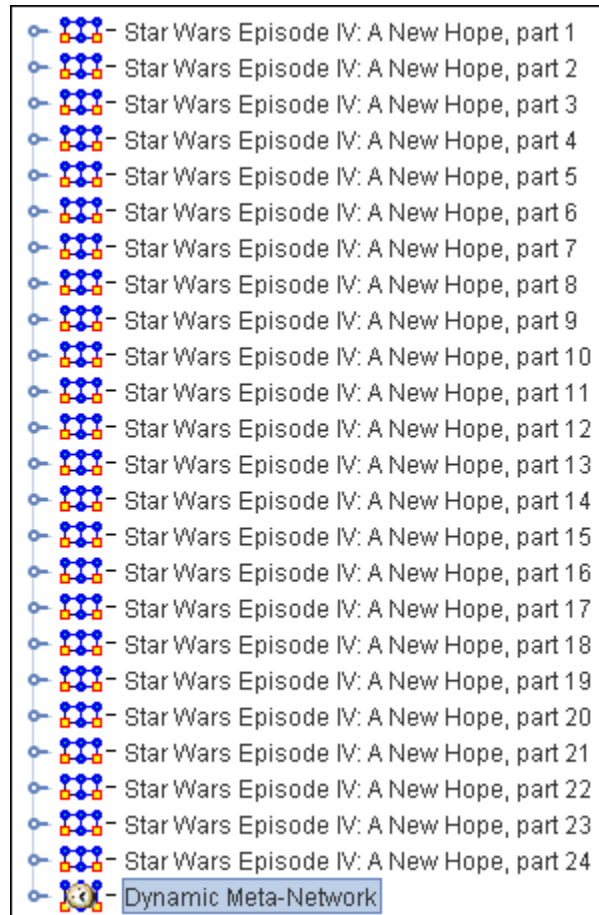 Star Wars Episode IV: A New Hope, part 1
Star Wars Episode IV: A New Hope, part 2
Star Wars Episode IV: A New Hope, part 3
Star Wars Episode IV: A New Hope, part 4
Star Wars Episode IV: A New Hope, part 5
Star Wars Episode IV: A New Hope, part 6
Star Wars Episode IV: A New Hope, part 7
Star Wars Episode IV: A New Hope, part 8
Star Wars Episode IV: A New Hope, part 9
Star Wars Episode IV: A New Hope, part 10
Star Wars Episode IV: A New Hope, part 11
Star Wars Episode IV: A New Hope, part 12
Star Wars Episode IV: A New Hope, part 13
Star Wars Episode IV: A New Hope, part 14
Star Wars Episode IV: A New Hope, part 15
Star Wars Episode IV: A New Hope, part 16
Star Wars Episode IV: A New Hope, part 17
Star Wars Episode IV: A New Hope, part 18
Star Wars Episode IV: A New Hope, part 19
Star Wars Episode IV: A New Hope, part 20
Star Wars Episode IV: A New Hope, part 21
Star Wars Episode IV: A New Hope, part 22
Star Wars Episode IV: A New Hope, part 23
Star Wars Episode IV: A New Hope, part 24
Dynamic Meta-Network